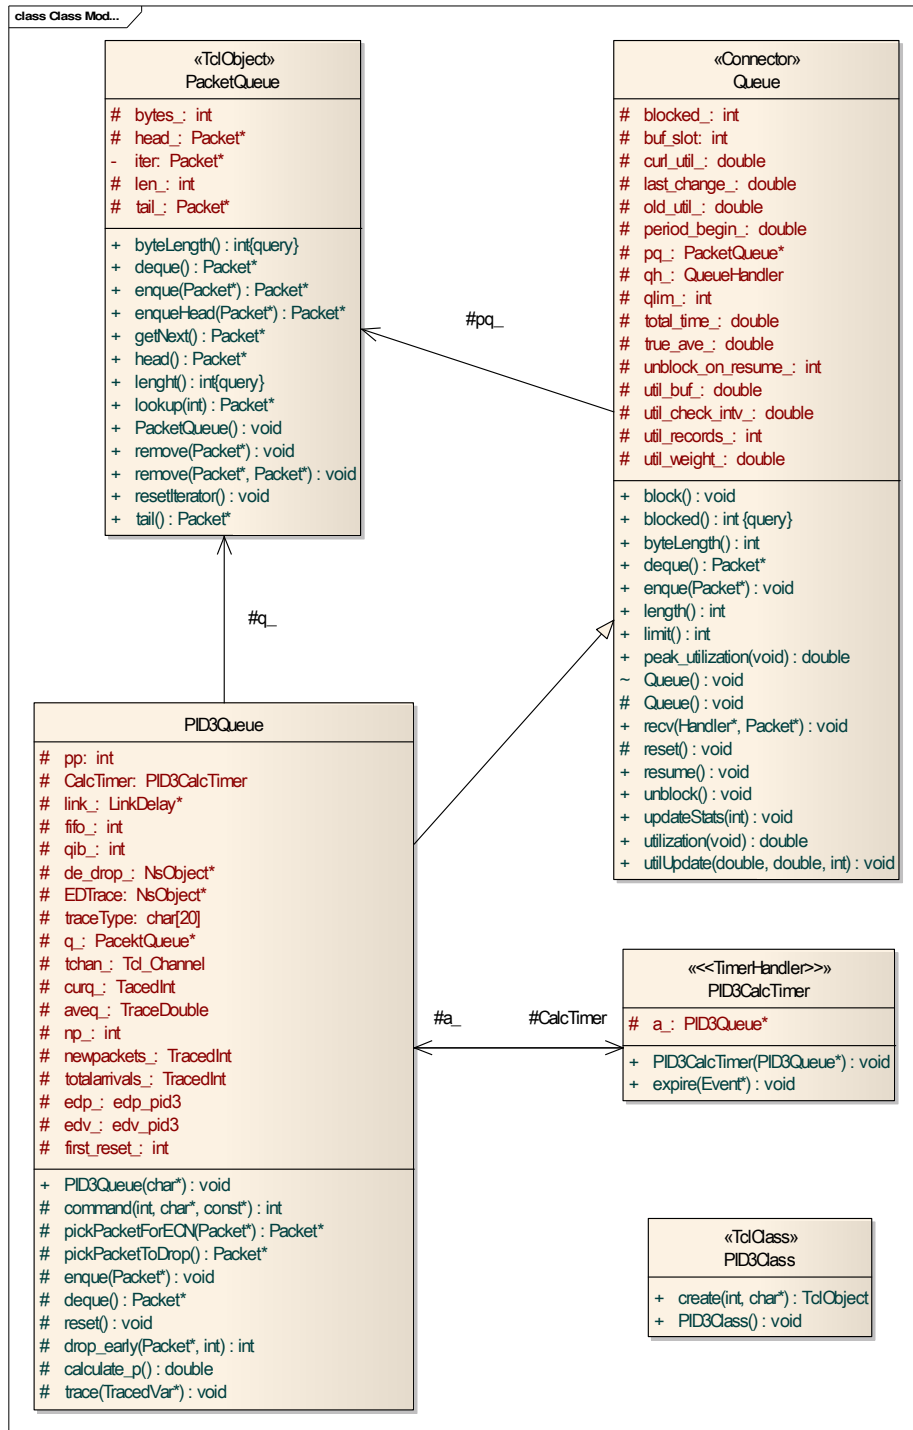 class Class Mod...
«TclObject»
PacketQueue
# bytes_: int
# head_: Packet*
- iter: Packet*
# len_: int
# tail_: Packet*
+ byteLength() : int{query}
+ deque() : Packet*
+ enque(Packet*) : Packet*
+ enqueHead(Packet*) : Packet*
+ getNext() : Packet*
+ head() : Packet*
+ lenght() : int{query}
+ lookup(int) : Packet*
+ PacketQueue() : void
+ remove(Packet*) : void
+ remove(Packet*, Packet*) : void
+ resetIterator() : void
+ tail() : Packet*
«Connector»
Queue
# blocked_: int
# buf_slot: int
# curl_util_: double
# last_change_: double
# old_util_: double
# period_begin_: double
# pq_: PacketQueue*
# qh_: QueueHandler
# qlim_: int
# total_time_: double
# true_ave_: double
# unblock_on_resume_: int
# util_buf_: double
# util_check_intv_: double
# util_records_: int
# util_weight_: double
+ block() : void
+ blocked() : int {query}
+ byteLength() : int
+ deque() : Packet*
+ enque(Packet*) : void
+ length() : int
+ limit() : int
+ peak_utilization(void) : double
~ Queue() : void
# Queue() : void
+ recv(Handler*, Packet*) : void
# reset() : void
+ resume() : void
+ unblock() : void
+ updateStats(int) : void
+ utilization(void) : double
+ utilUpdate(double, double, int) : void
#pq_
#q_
PID3Queue
# pp: int
# CalcTimer: PID3CalcTimer
# link_: LinkDelay*
# fifo_: int
# qib_: int
# de_drop_: NsObject*
# EDTrace: NsObject*
# traceType: char[20]
# q_: PacektQueue*
# tchan_: Tcl_Channel
# curq_: TacedInt
# aveq_: TraceDouble
# np_: int
# newpackets_: TracedInt
# totalarrivals_: TracedInt
# edp_: edp_pid3
# edv_: edv_pid3
# first_reset_: int
+ PID3Queue(char*) : void
# command(int, char*, const*) : int
# pickPacketForECN(Packet*) : Packet*
# pickPacketToDrop() : Packet*
# enque(Packet*) : void
# deque() : Packet*
# reset() : void
# drop_early(Packet*, int) : int
# calculate_p() : double
# trace(TracedVar*) : void
#a_
#CalcTimer
«<<TimerHandler>>»
PID3CalcTimer
# a_: PID3Queue*
+ PID3CalcTimer(PID3Queue*) : void
+ expire(Event*) : void
«TclClass»
PID3Class
+ create(int, char*) : TclObject
+ PID3Class() : void